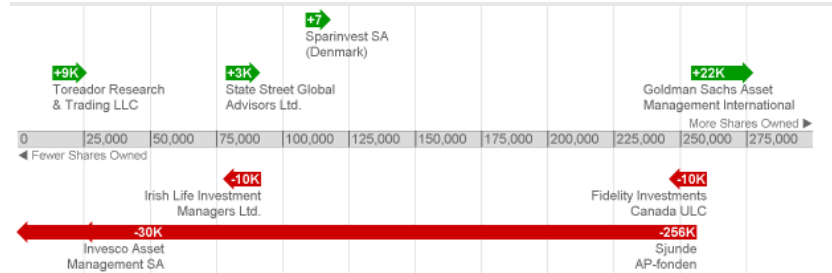 +7
Sparinvest SA
(Denmark)
+9K
+3K
+22K
Toreador Research
& Trading LLC
State Street Global
Advisors Ltd.
Goldman Sachs Asset
Management International
More Shares Owned ▶
0 25,000 50,000 75,000 100,000 125,000 150,000 175,000 200,000 225,000 250,000 275,000
◀ Fewer Shares Owned
-10K
-10K
Irish Life Investment
Managers Ltd.
Fidelity Investments
Canada ULC
-30K
-256K
Invesco Asset
Management SA
Sjunde
AP-fonden